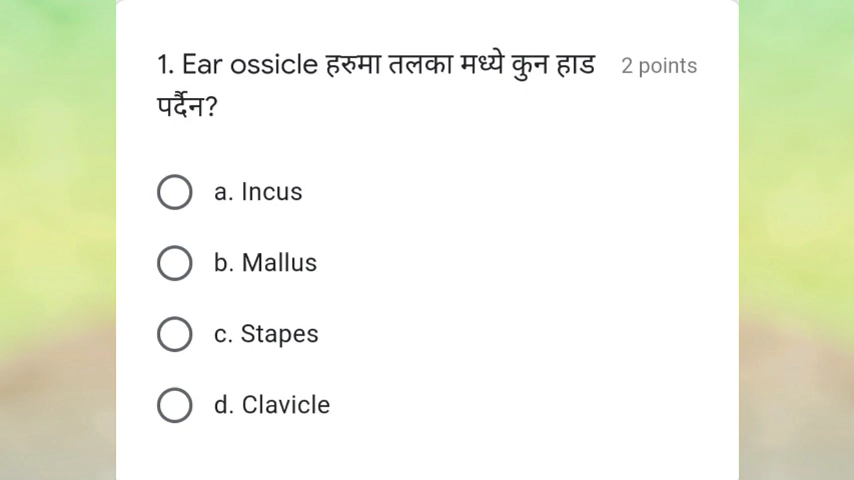 1. Ear ossicle हरुमा तलका मध्ये कुन हाड 2 points
पर्दैन?
a. Incus
b. Mallus
c. Stapes
d. Clavicle